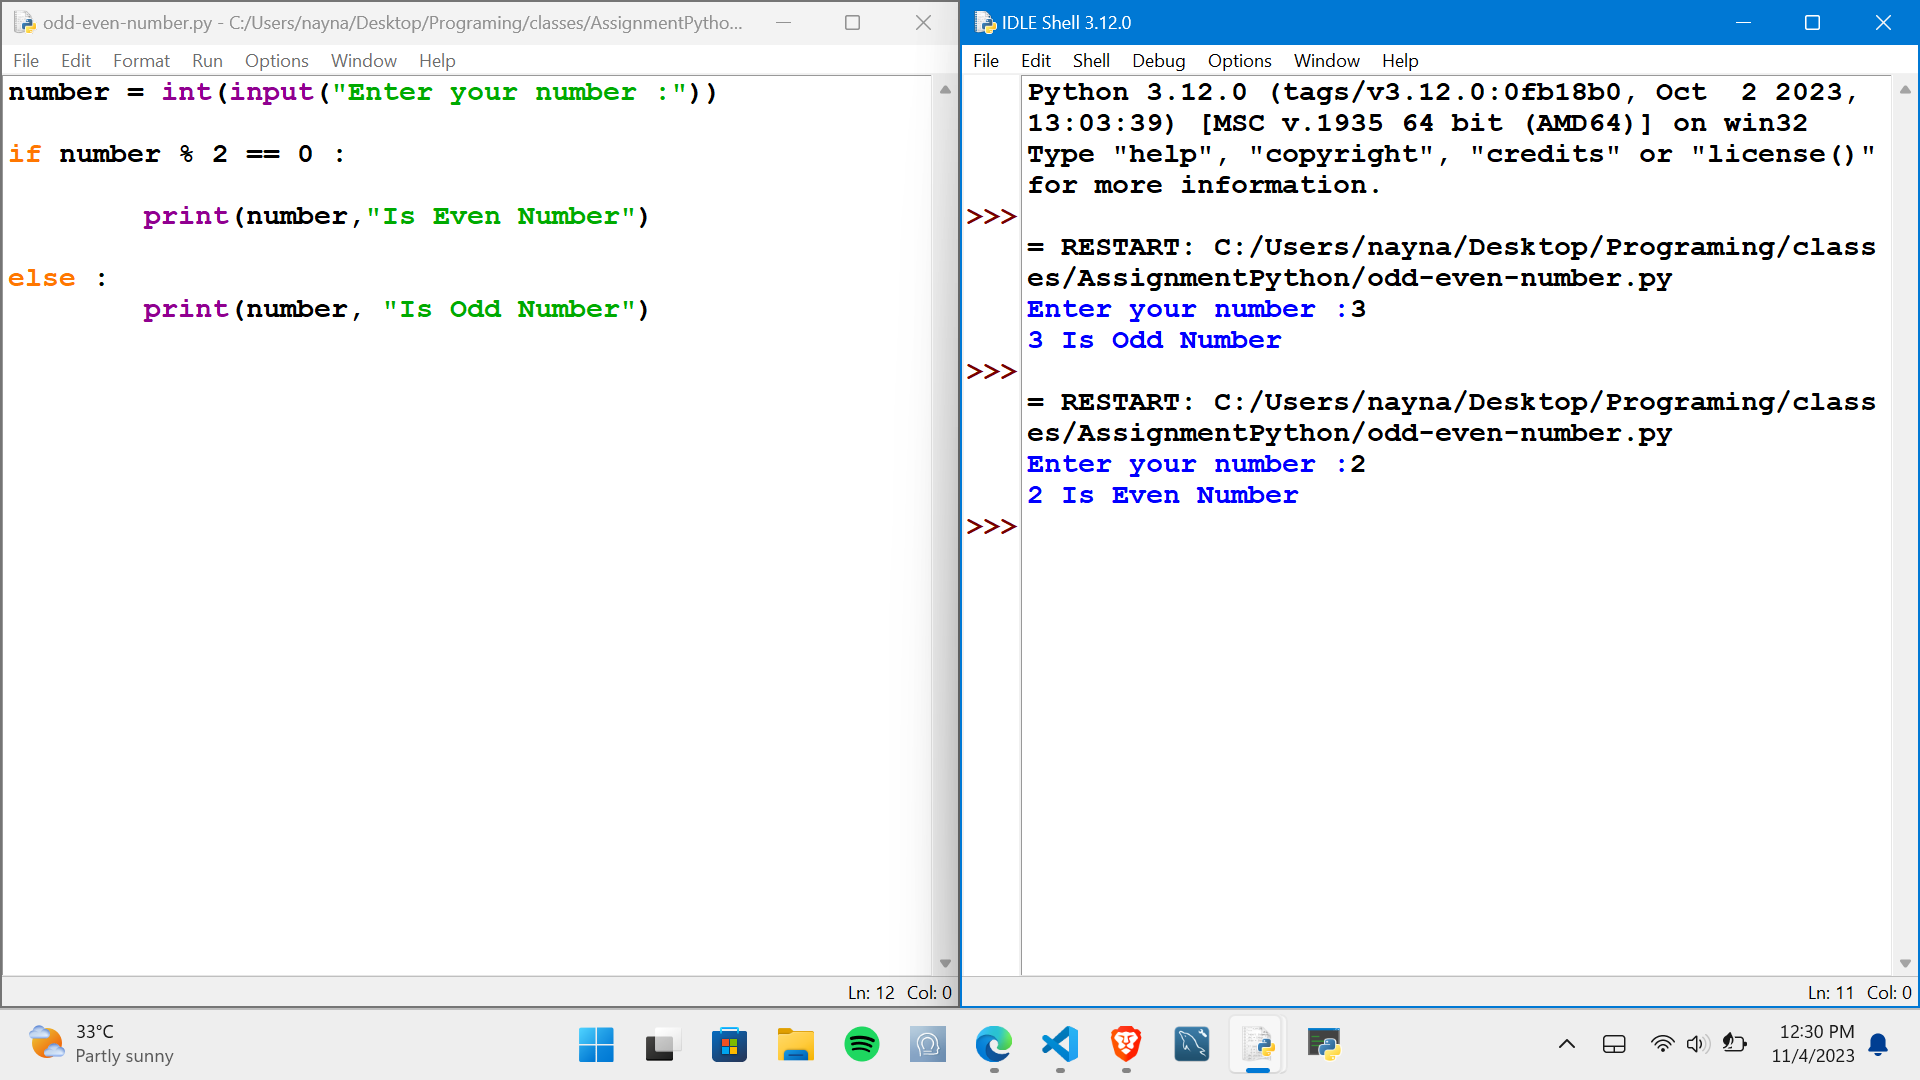 odd-even-number.py - C:/Users/nayna/Desktop/Programing/classes/AssignmentPytho...
File Edit Format Run Options Window Help
number = int(input("Enter your number :"))
if number % 2 == 0 :
print(number,"Is Even Number")
else :
print(number, "Is Odd Number")
Ln: 12 Col: 0
IDLE Shell 3.12.0
File Edit Shell Debug Options Window Help
Python 3.12.0 (tags/v3.12.0:0fb18b0, Oct  2 2023,
13:03:39) [MSC v.1935 64 bit (AMD64)] on win32
Type "help", "copyright", "credits" or "license()"
for more information.
>>>
= RESTART: C:/Users/nayna/Desktop/Programing/class
es/AssignmentPython/odd-even-number.py
Enter your number :3
3 Is Odd Number
>>>
= RESTART: C:/Users/nayna/Desktop/Programing/class
es/AssignmentPython/odd-even-number.py
Enter your number :2
2 Is Even Number
>>>
Ln: 11 Col: 0
33°C
Partly sunny
12:30 PM
11/4/2023